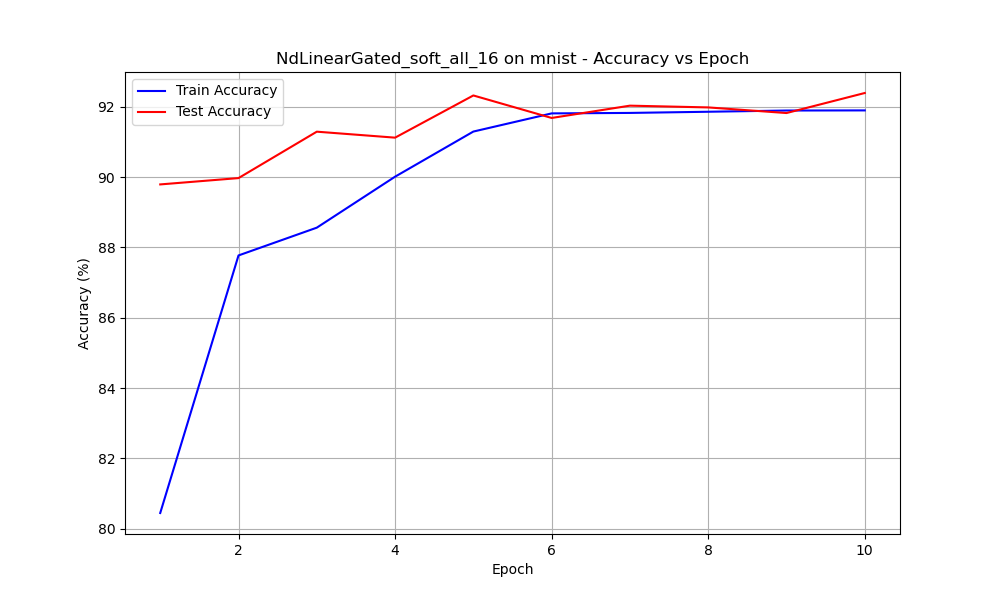 NdLinearGated_soft_all_16 on mnist - Accuracy vs Epoch
Train Accuracy
Test Accuracy
92
90
88
86
84
82
80
Accuracy (%)
2 4 6 8 10
Epoch